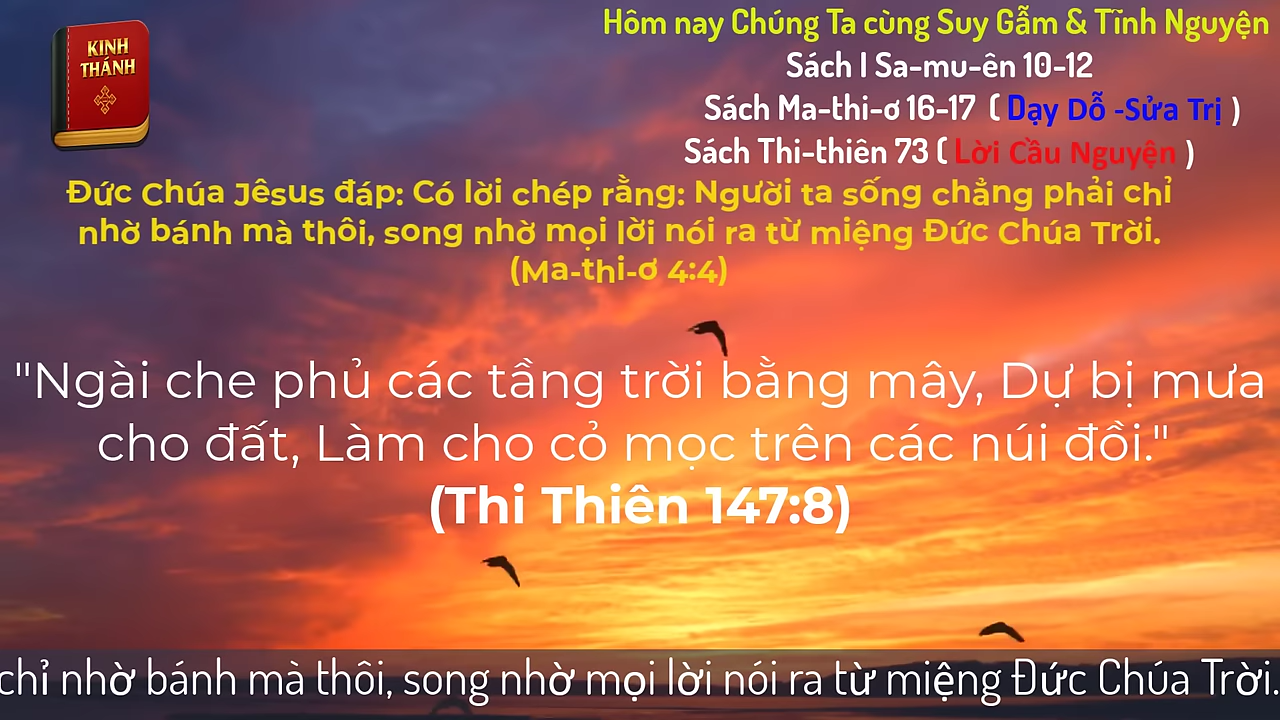 KINH
THÁNH
Hôm nay Chúng Ta cùng Suy Gẫm & Tĩnh Nguyện
Sách I Sa-mu-ên 10-12
Sách Ma-thi-ơ 16-17 ( Dạy Dỗ -Sửa Trị )
Sách Thi-thiên 73 ( Lời Cầu Nguyện )
Đức Chúa Jêsus đáp: Có lời chép rằng: Người ta sống chẳng phải chỉ
nhờ bánh mà thôi, song nhờ mọi lời nói ra từ miệng Đức Chúa Trời.
(Ma-thi-ơ 4:4)
"Ngài che phủ các tầng trời bằng mây, Dự bị mưa
cho đất, Làm cho cỏ mọc trên các núi đồi."
(Thi Thiên 147:8)
chỉ nhờ bánh mà thôi, song nhờ mọi lời nói ra từ miệng Đức Chúa Trời.